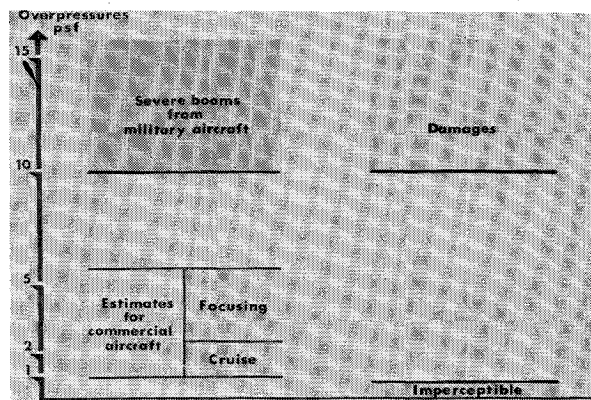 Overpressures
psf
15
Severe booms
from
military aircraft
Damages
10
5
Estimates
for
commercial
aircraft
Focusing
2
Cruise
1
Imperceptible